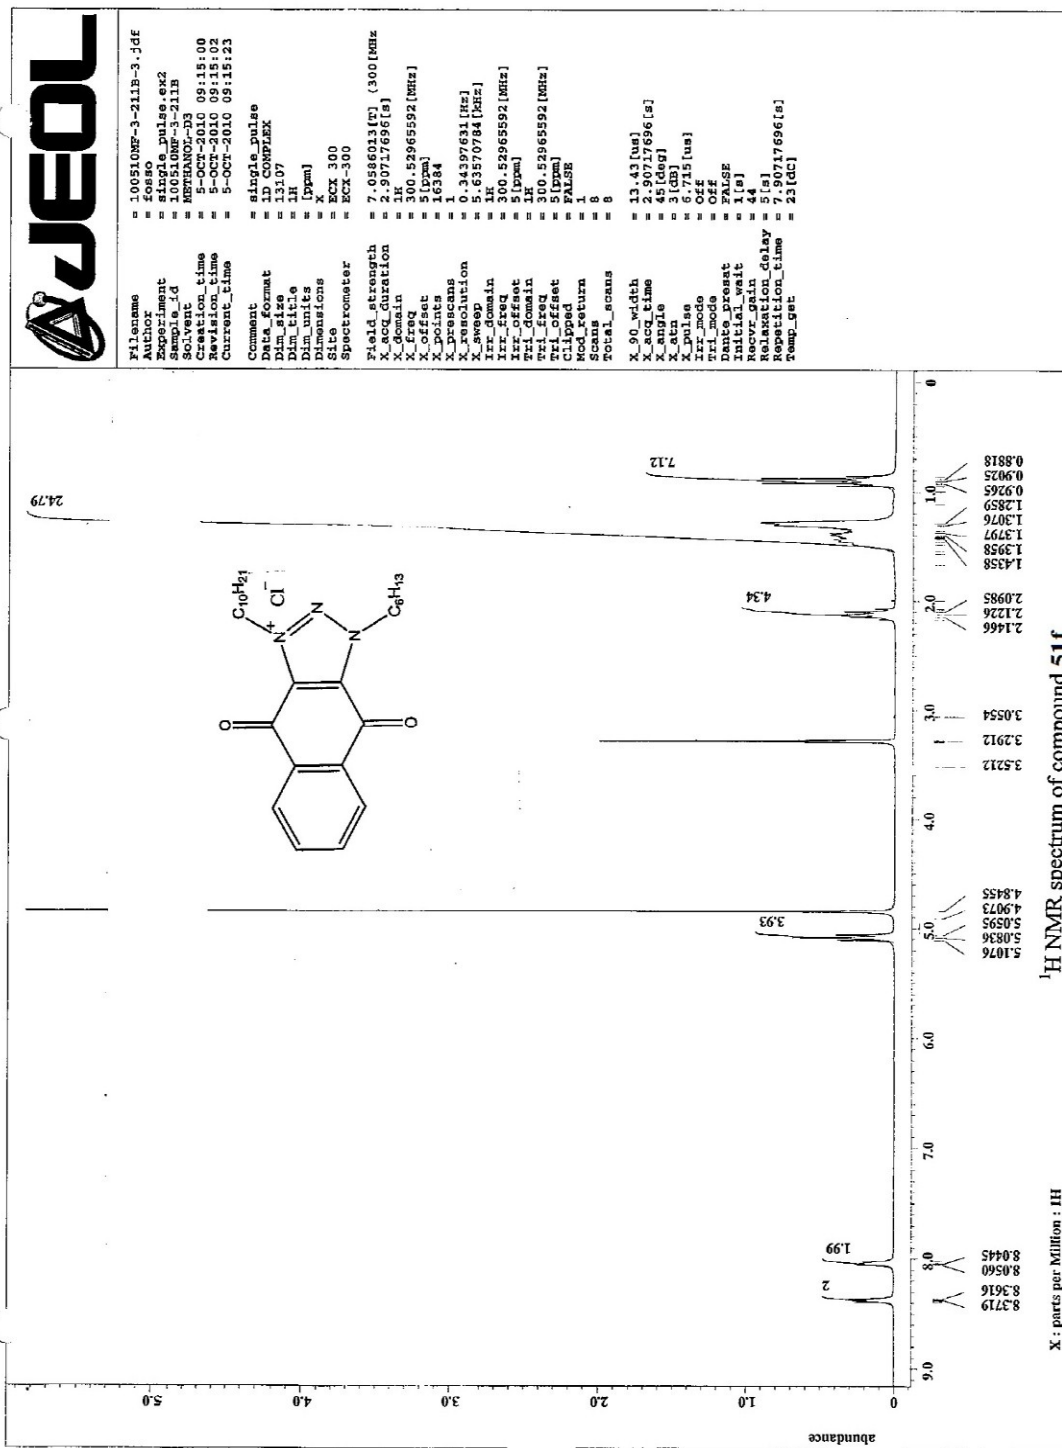 JEOL
Filename = 100510MF-3-211B-3.jdf
Author = fosso
Experiment = single_pulse.ex2
Sample_id = 100510MF-3-211B
Solvent = METHANOL-D3
Creation_time = 5-OCT-2010 09:15:00
Revision_time = 5-OCT-2010 09:15:02
Current_time = 5-OCT-2010 09:15:23
Comment = single_pulse
Data_format = 1D COMPLEX
Dim_size = 13107
Dim_title = 1H
Dim_units = [ppm]
Dimensions = X
Site = ECX 300
Spectrometer = ECX-300
Field_strength = 7.0586013[T] (300[MHz
X_acq_duration = 2.90717696[s]
X_domain = 1H
X_freq = 300.52965592[MHz]
X_offset = 5[ppm]
X_points = 16384
X_prescans = 1
X_resolution = 0.34397631[Hz]
X_sweep = 5.63570784[kHz]
Irr_domain = 1H
Irr_freq = 300.52965592[MHz]
Irr_offset = 5[ppm]
Tri_domain = 1H
Tri_freq = 300.52965592[MHz]
Tri_offset = 5[ppm]
Clipped = FALSE
Mod_return = 1
Scans = 8
Total_scans = 8
X_90_width = 13.43[us]
X_acq_time = 2.90717696[s]
X_angle = 45[deg]
X_atn = 3[dB]
X_pulse = 6.715[us]
Irr_mode = Off
Tri_mode = Off
Dante_presat = FALSE
Initial_wait = 1[s]
Recvr_gain = 44
Relaxation_delay = 5[s]
Repetition_time = 7.90717696[s]
Temp_get = 23[dC]
abundance
0 1.0 2.0 3.0 4.0 5.0
2
1.99
3.93
4.34
24.79
7.12
O
O
N
+
N
N
C10H21
Cl-
C6H13
9.0 8.0 7.0 6.0 5.0 4.0 3.0 2.0 1.0 0
8.3719
8.3616
8.0560
8.0445
5.1076
5.0836
5.0595
4.9073
4.8455
3.5212
3.2912
3.0554
2.1466
2.1226
2.0985
1.4358
1.3958
1.3797
1.3076
1.2859
0.9265
0.9025
0.8818
X : parts per Million : 1H
1H NMR spectrum of compound 51f